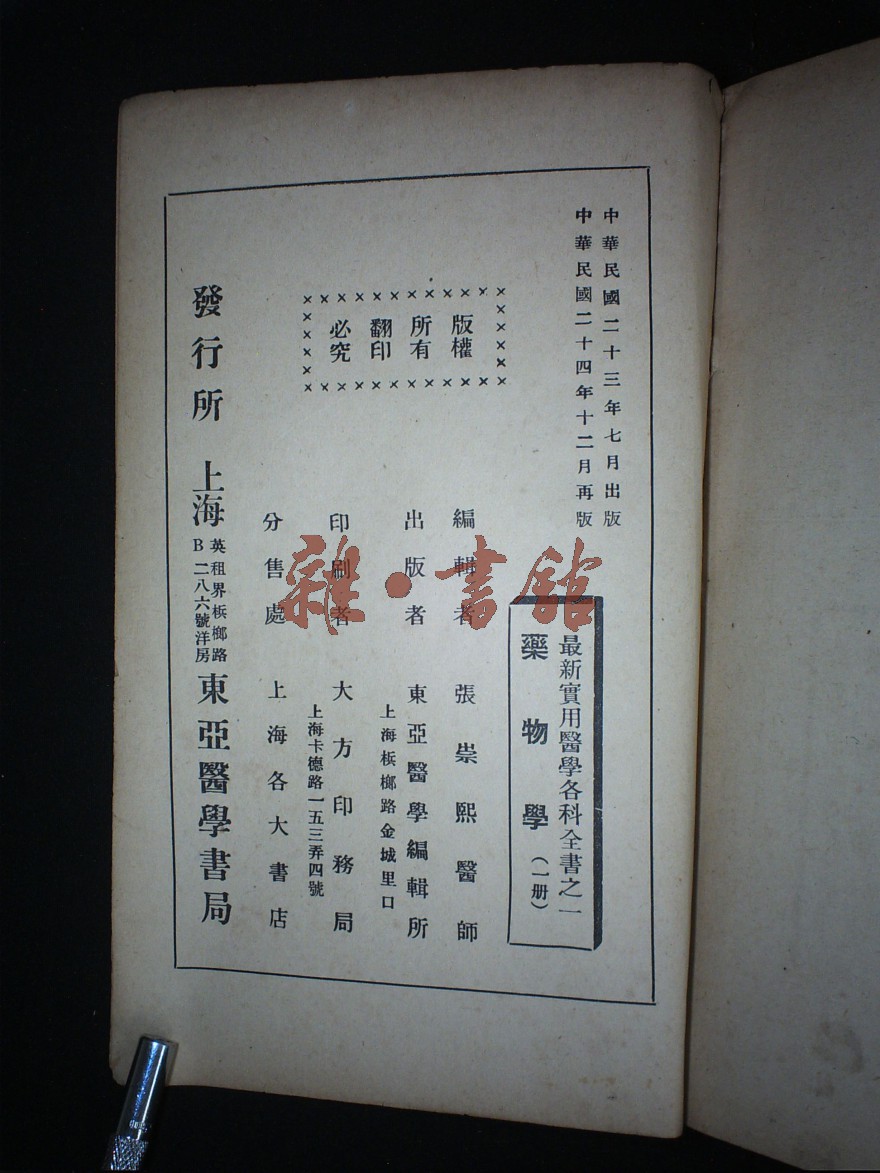 中華民國二十三年七月出版
中華民國二十四年十二月再版
最新實用醫學各科全書之一
藥物學（一册）
版權
所有
翻印
必究
編輯者 張崇熙醫師
出版者 東亞醫學編輯所
上海梹榔路金城里口
印刷者 大方印務局
上海卡德路一五三弄四號
分售處 上海各大書店
發行所 上海 英租界梹榔路
B二八六號洋房 東亞醫學書局
雜·書館